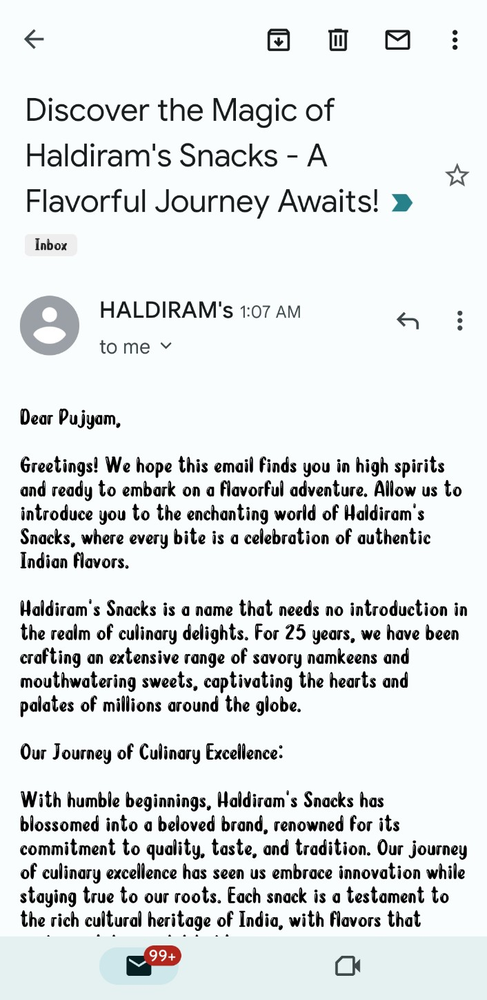 Discover the Magic of
Haldiram's Snacks - A
Flavorful Journey Awaits!
Inbox
HALDIRAM's 1:07 AM
to me
Dear Pujyam,
Greetings! We hope this email finds you in high spirits
and ready to embark on a flavorful adventure. Allow us to
introduce you to the enchanting world of Haldiram's
Snacks, where every bite is a celebration of authentic
Indian flavors.
Haldiram's Snacks is a name that needs no introduction in
the realm of culinary delights. For 25 years, we have been
crafting an extensive range of savory namkeens and
mouthwatering sweets, captivating the hearts and
palates of millions around the globe.
Our Journey of Culinary Excellence:
With humble beginnings, Haldiram's Snacks has
blossomed into a beloved brand, renowned for its
commitment to quality, taste, and tradition. Our journey
of culinary excellence has seen us embrace innovation while
staying true to our roots. Each snack is a testament to
the rich cultural heritage of India, with flavors that
99+